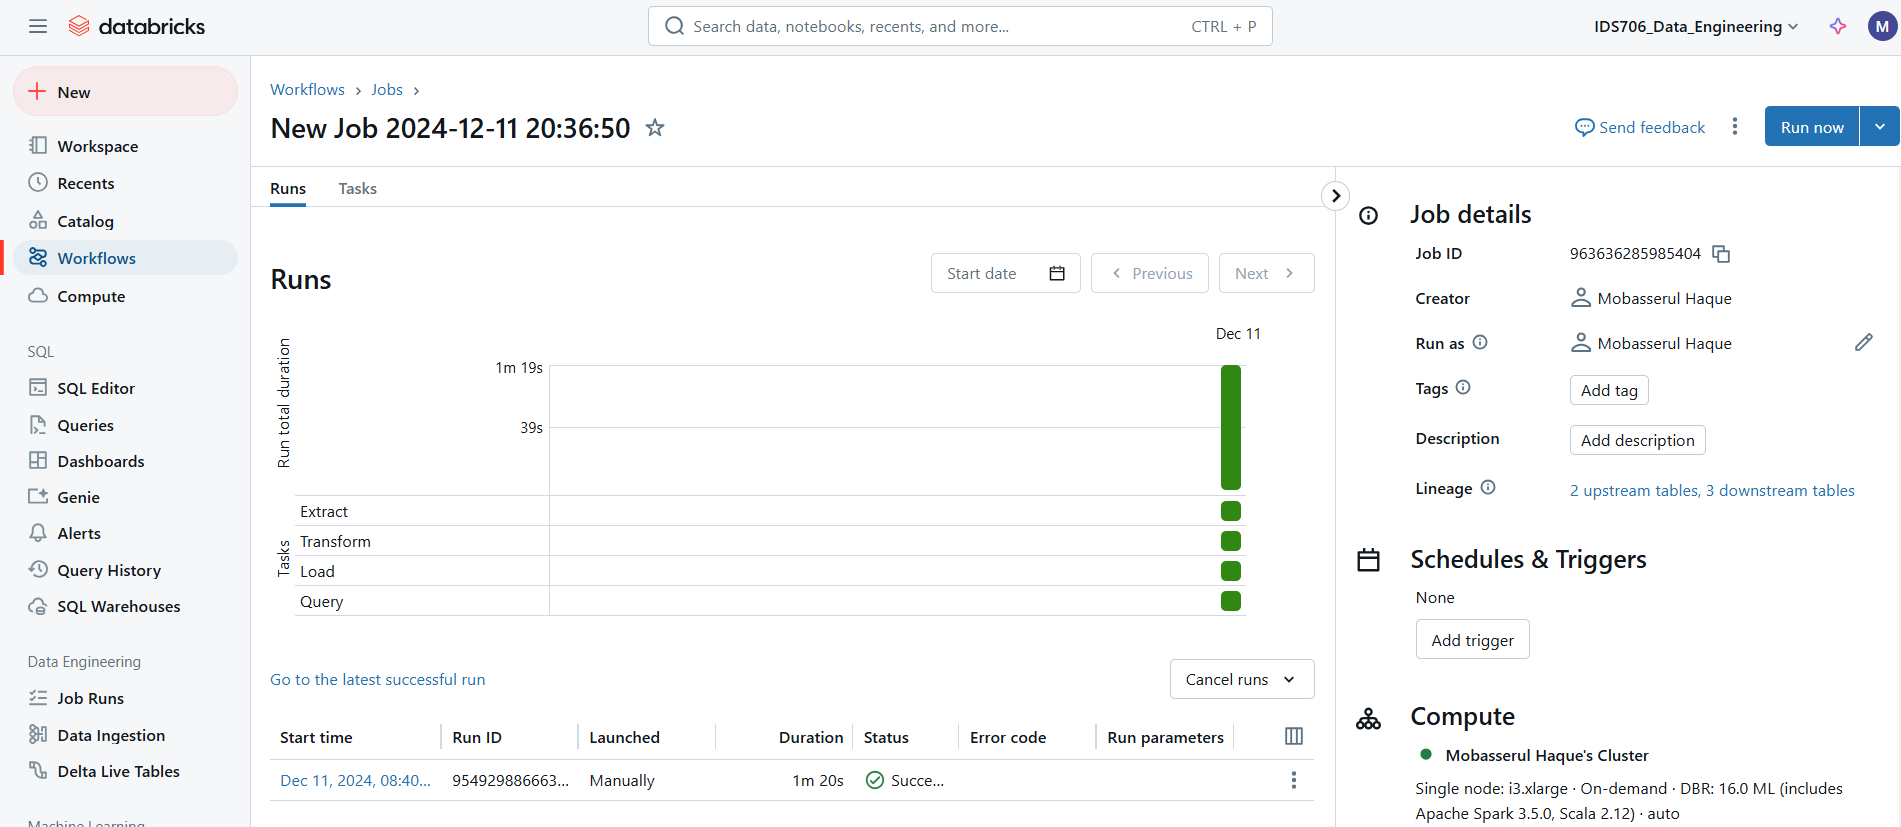 databricks
Search data, notebooks, recents, and more...
CTRL + P
IDS706_Data_Engineering
M
New
Workspace
Recents
Catalog
Workflows
Compute
SQL
SQL Editor
Queries
Dashboards
Genie
Alerts
Query History
SQL Warehouses
Data Engineering
Job Runs
Data Ingestion
Delta Live Tables
Machine Learning
Workflows > Jobs >
New Job 2024-12-11 20:36:50
Send feedback
Run now
Runs
Tasks
Runs
Start date
Previous
Next
Dec 11
Run total duration
1m 19s
39s
Tasks
Extract
Transform
Load
Query
Go to the latest successful run
Cancel runs
Start time Run ID Launched Duration Status Error code Run parameters
Dec 11, 2024, 08:40... 954929886663... Manually 1m 20s Succe...
Job details
Job ID 963636285985404
Creator Mobasserul Haque
Run as Mobasserul Haque
Tags Add tag
Description Add description
Lineage 2 upstream tables, 3 downstream tables
Schedules & Triggers
None
Add trigger
Compute
Mobasserul Haque's Cluster
Single node: i3.xlarge · On-demand · DBR: 16.0 ML (includes
Apache Spark 3.5.0, Scala 2.12) · auto